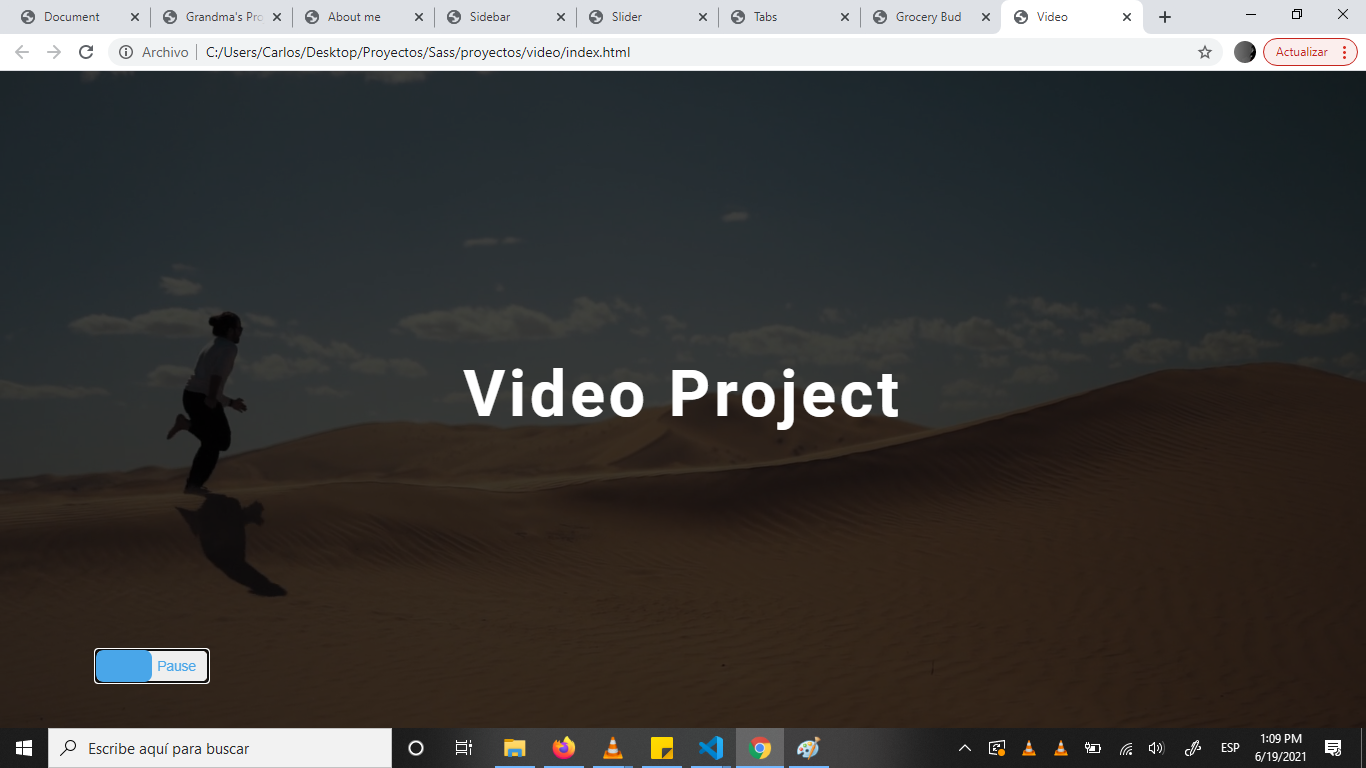 Document
Grandma's Pro
About me
Sidebar
Slider
Tabs
Grocery Bud
Video
Archivo
C:/Users/Carlos/Desktop/Proyectos/Sass/proyectos/video/index.html
Actualizar
Video Project
Pause
Escribe aquí para buscar
ESP
1:09 PM
6/19/2021